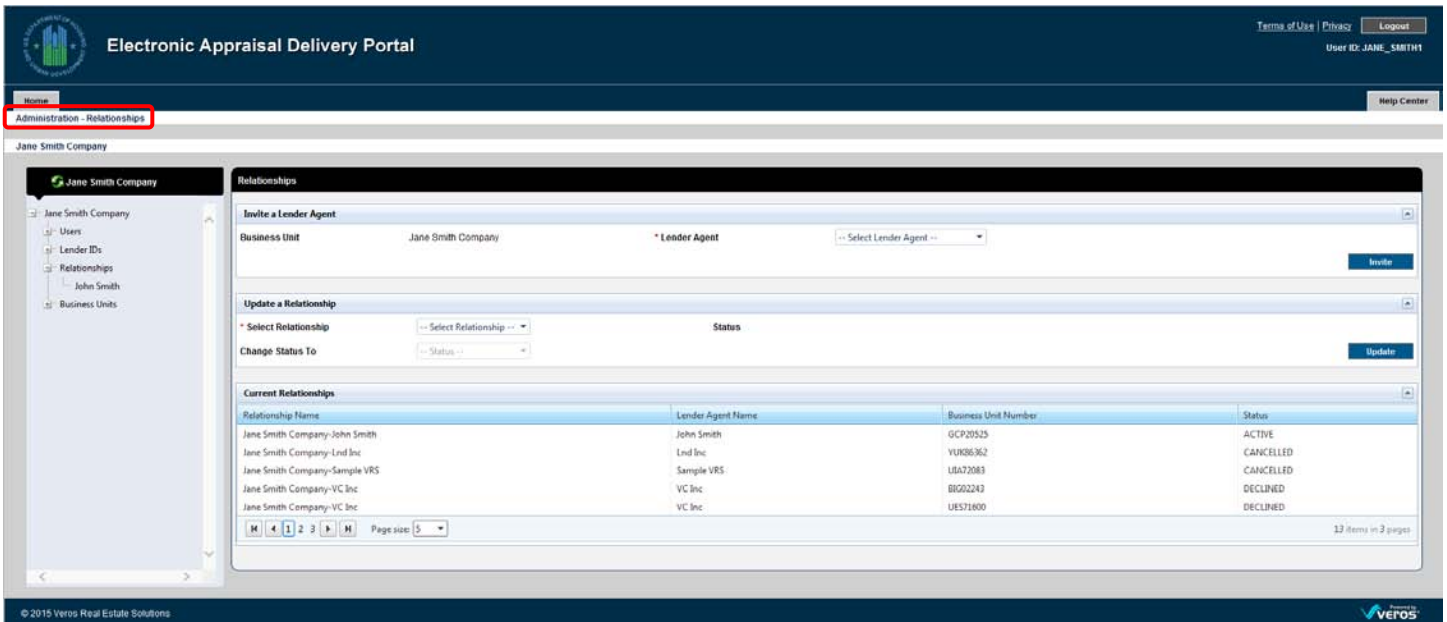 Terms of Use | Privacy Logout
Electronic Appraisal Delivery Portal
User ID: JANE_SMITH1
Home Help Center
Administration - Relationships
Jane Smith Company
Jane Smith Company
Relationships
Jane Smith Company
Users
Lender IDs
Relationships
John Smith
Business Units
Invite a Lender Agent
Business Unit Jane Smith Company * Lender Agent -- Select Lender Agent --
Invite
Update a Relationship
* Select Relationship -- Select Relationship -- Status
Change Status To -- Status -- Update
Current Relationships
Relationship Name Lender Agent Name Business Unit Number Status
Jane Smith Company-John Smith John Smith GCP20525 ACTIVE
Jane Smith Company-Lnd Inc Lnd Inc YUK86362 CANCELLED
Jane Smith Company-Sample VRS Sample VRS UIA72083 CANCELLED
Jane Smith Company-VC Inc VC Inc BIG02243 DECLINED
Jane Smith Company-VC Inc VC Inc UES71600 DECLINED
1 2 3 Page size: 5 13 items in 3 pages
© 2015 Veros Real Estate Solutions
Powered by
veros